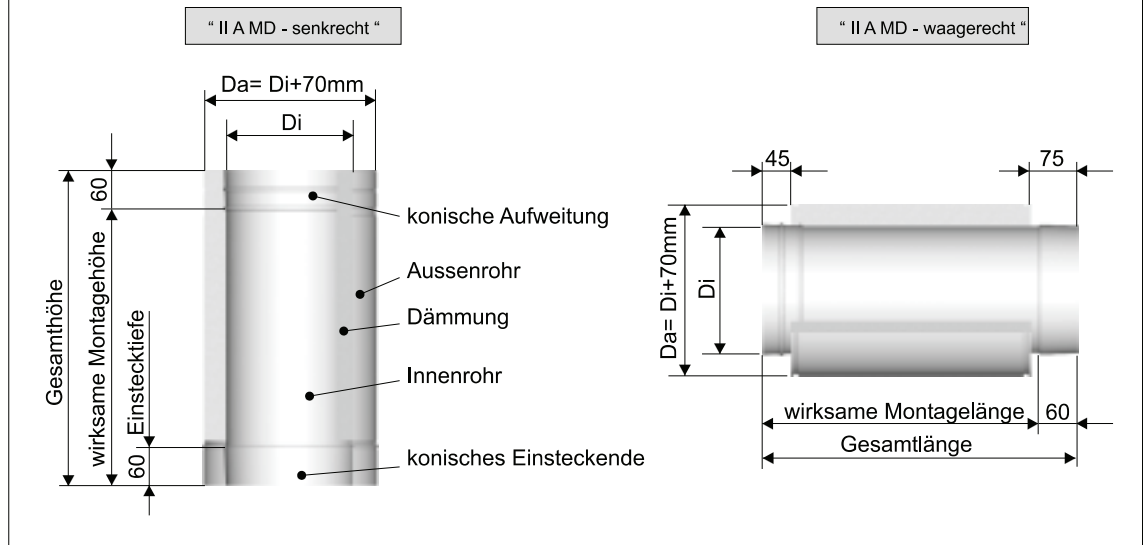 “ II A MD - senkrecht “
“ II A MD - waagerecht “
Da= Di+70mm
Di
60
Gesamthöhe
wirksame Montagehöhe
Einstecktiefe
60
konische Aufweitung
Aussenrohr
Dämmung
Innenrohr
konisches Einsteckende
45
75
Da= Di+70mm
Di
wirksame Montagelänge
60
Gesamtlänge